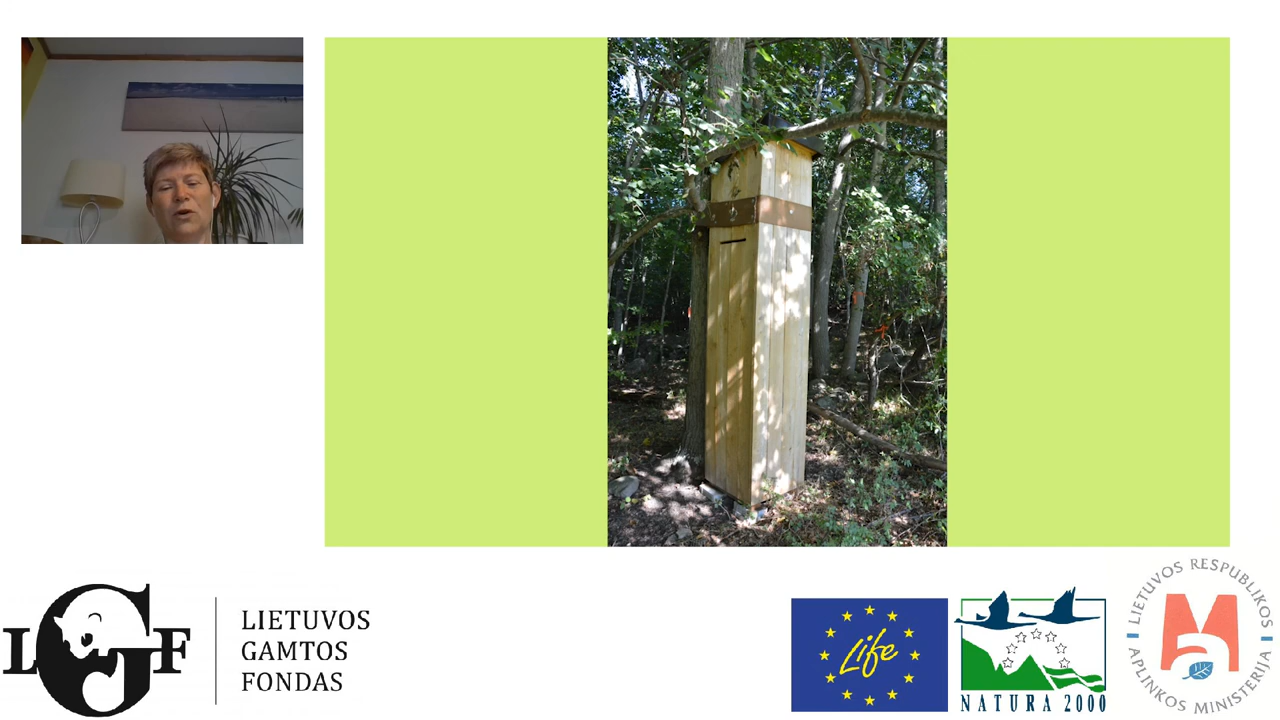 LGF
LIETUVOS
GAMTOS
FONDAS
Life
NATURA 2000
LIETUVOS RESPUBLIKOS
APLINKOS MINISTERIJA